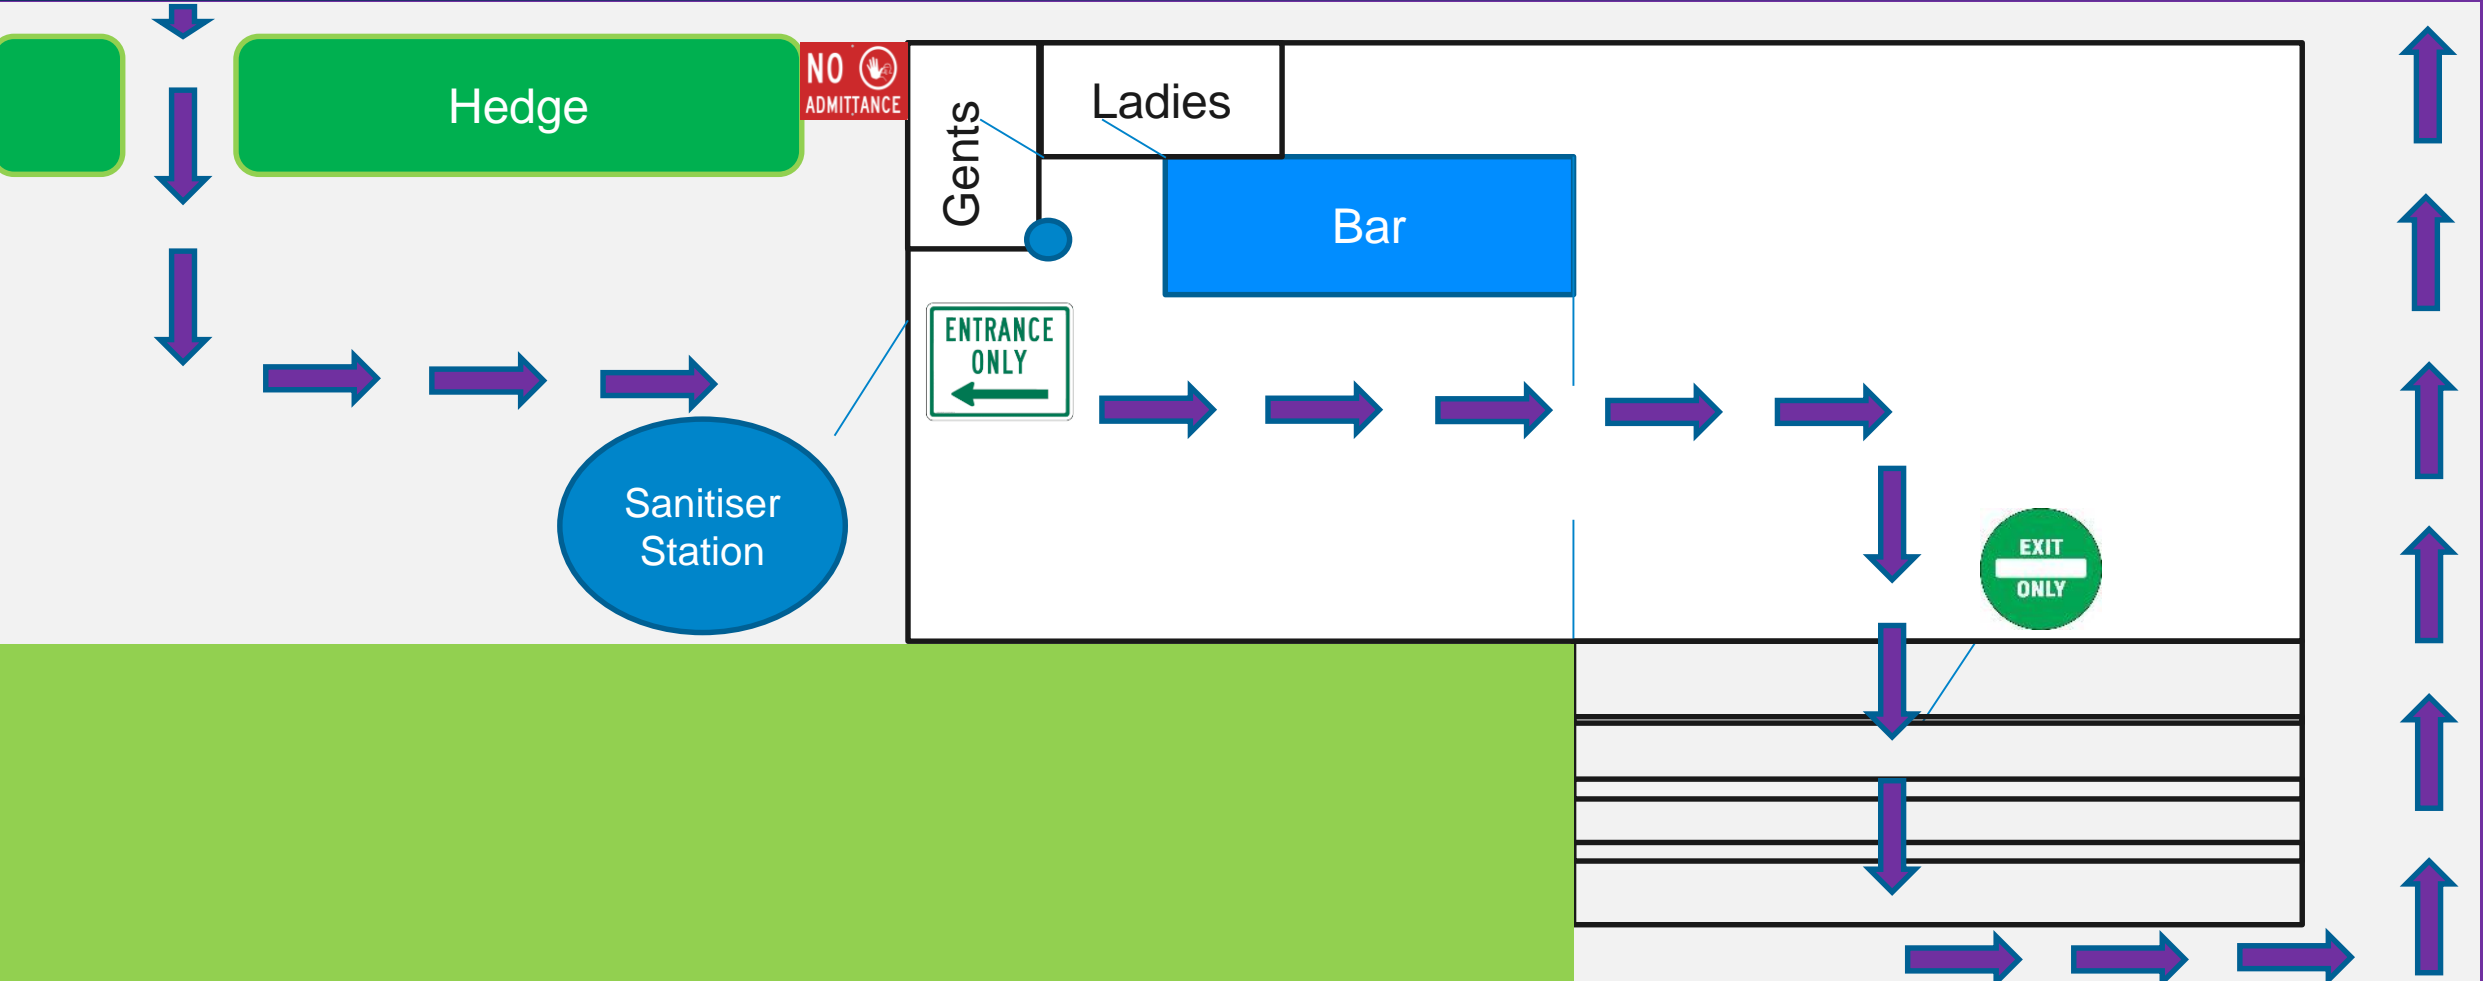 Hedge
NO
ADMITTANCE
Gents
Ladies
Bar
ENTRANCE
ONLY
Sanitiser
Station
EXIT
ONLY